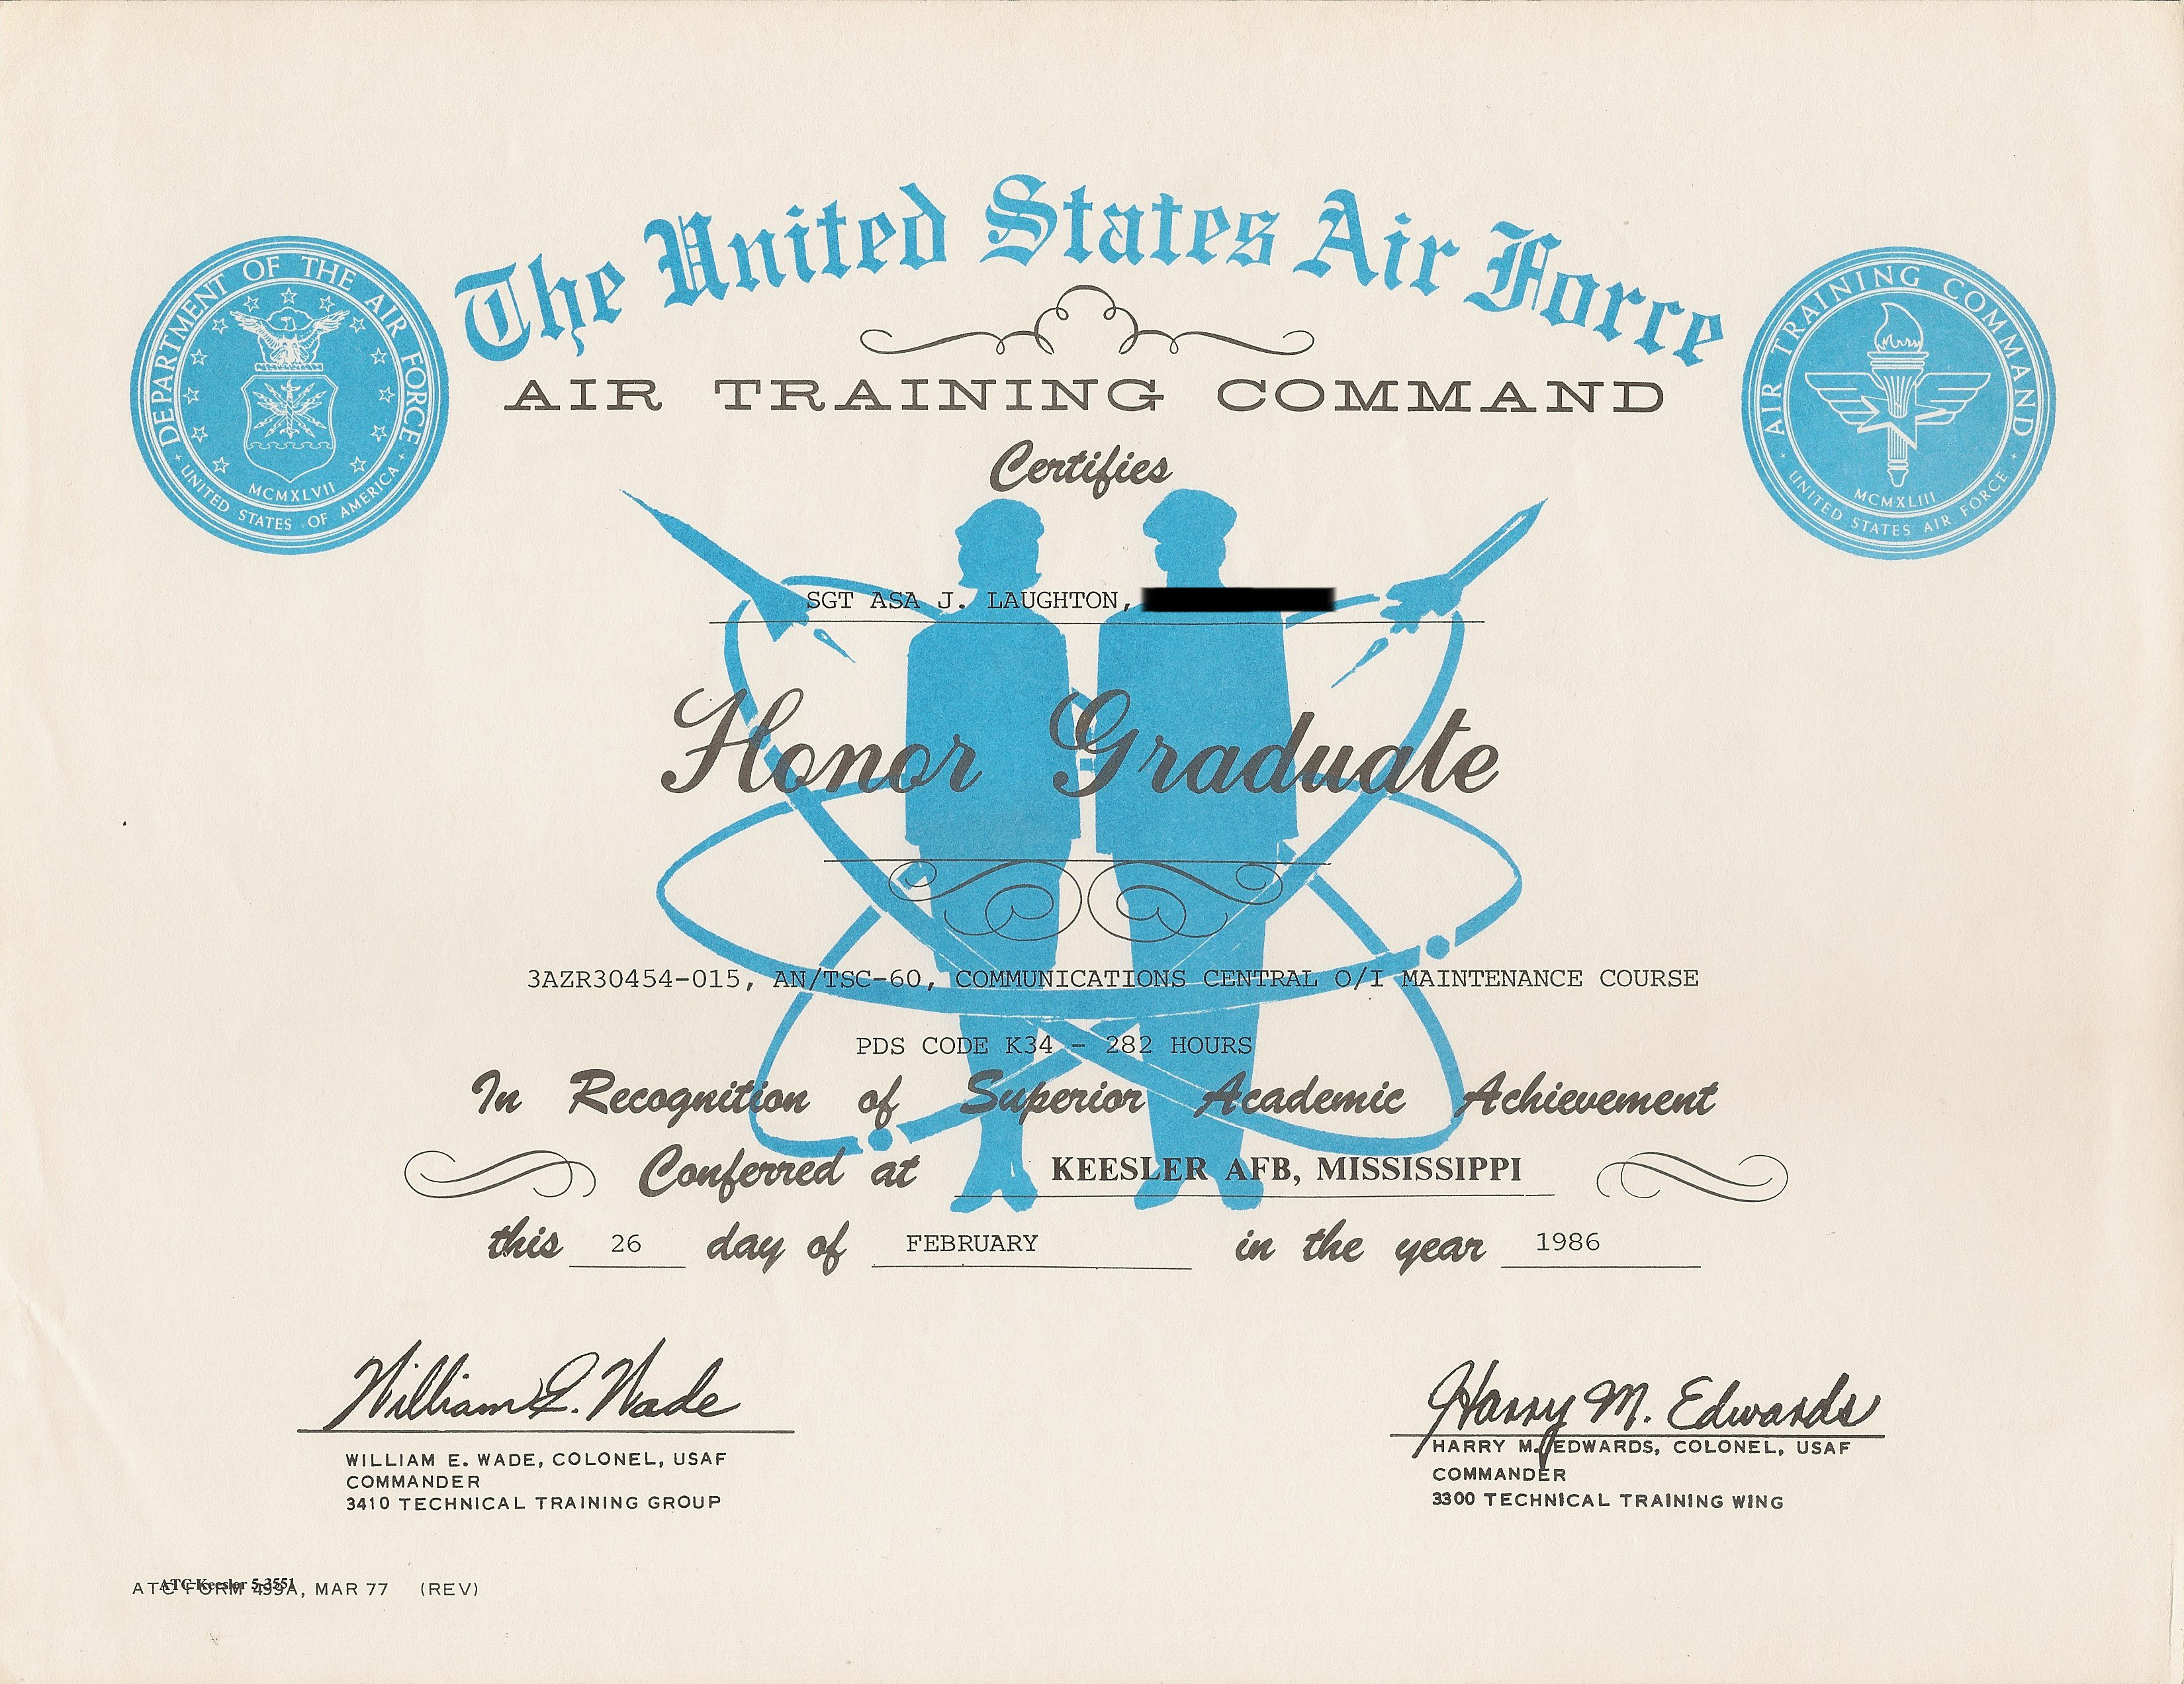 The United States Air Force
DEPARTMENT OF THE AIR FORCE
MCMXLVII
UNITED STATES OF AMERICA
AIR TRAINING COMMAND
MCMXLIII
UNITED STATES AIR FORCE
AIR TRAINING COMMAND
Certifies
SGT ASA J. LAUGHTON,
Honor Graduate
3AZR30454-015, AN/TSC-60, COMMUNICATIONS CENTRAL O/I MAINTENANCE COURSE
PDS CODE K34 - 282 HOURS
In Recognition of Superior Academic Achievement
Conferred at KEESLER AFB, MISSISSIPPI
this 26 day of FEBRUARY in the year 1986
William E. Wade
WILLIAM E. WADE, COLONEL, USAF
COMMANDER
3410 TECHNICAL TRAINING GROUP
Harry M. Edwards
HARRY M. EDWARDS, COLONEL, USAF
COMMANDER
3300 TECHNICAL TRAINING WING
ATC Keesler 5-3551
ATC FORM 499A, MAR 77 (REV)